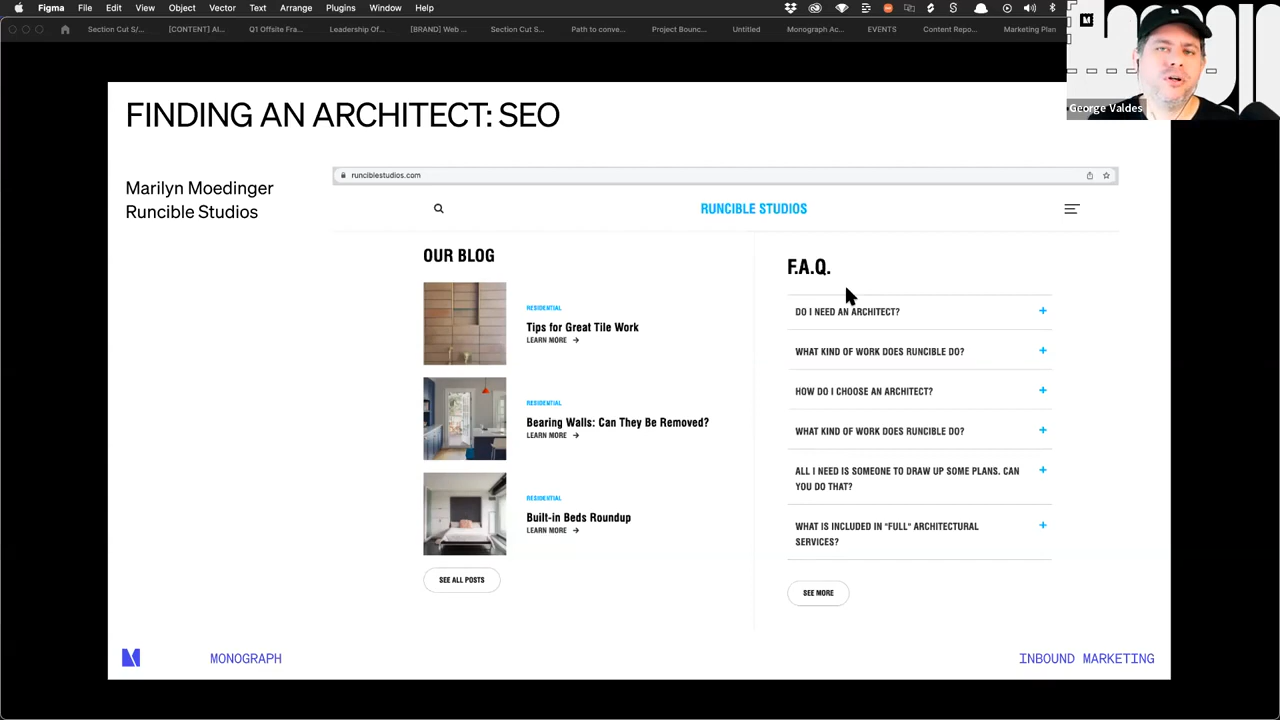 Figma File Edit View Object Vector Text Arrange Plugins Window Help
Section Cut S/... [CONTENT] Al... Q1 Offsite Fra... Leadership Of... [BRAND] Web ... Section Cut S... Path to conve... Project Bounc... Untitled Monograph Ac... EVENTS Content Repo... Marketing Plan
George Valdes
FINDING AN ARCHITECT: SEO
Marilyn Moedinger
Runcible Studios
runciblestudios.com
RUNCIBLE STUDIOS
OUR BLOG
RESIDENTIAL
Tips for Great Tile Work
LEARN MORE →
RESIDENTIAL
Bearing Walls: Can They Be Removed?
LEARN MORE →
RESIDENTIAL
Built-in Beds Roundup
LEARN MORE →
SEE ALL POSTS
F.A.Q.
DO I NEED AN ARCHITECT? +
WHAT KIND OF WORK DOES RUNCIBLE DO? +
HOW DO I CHOOSE AN ARCHITECT? +
WHAT KIND OF WORK DOES RUNCIBLE DO? +
ALL I NEED IS SOMEONE TO DRAW UP SOME PLANS. CAN +
YOU DO THAT?
WHAT IS INCLUDED IN "FULL" ARCHITECTURAL +
SERVICES?
SEE MORE
MONOGRAPH
INBOUND MARKETING